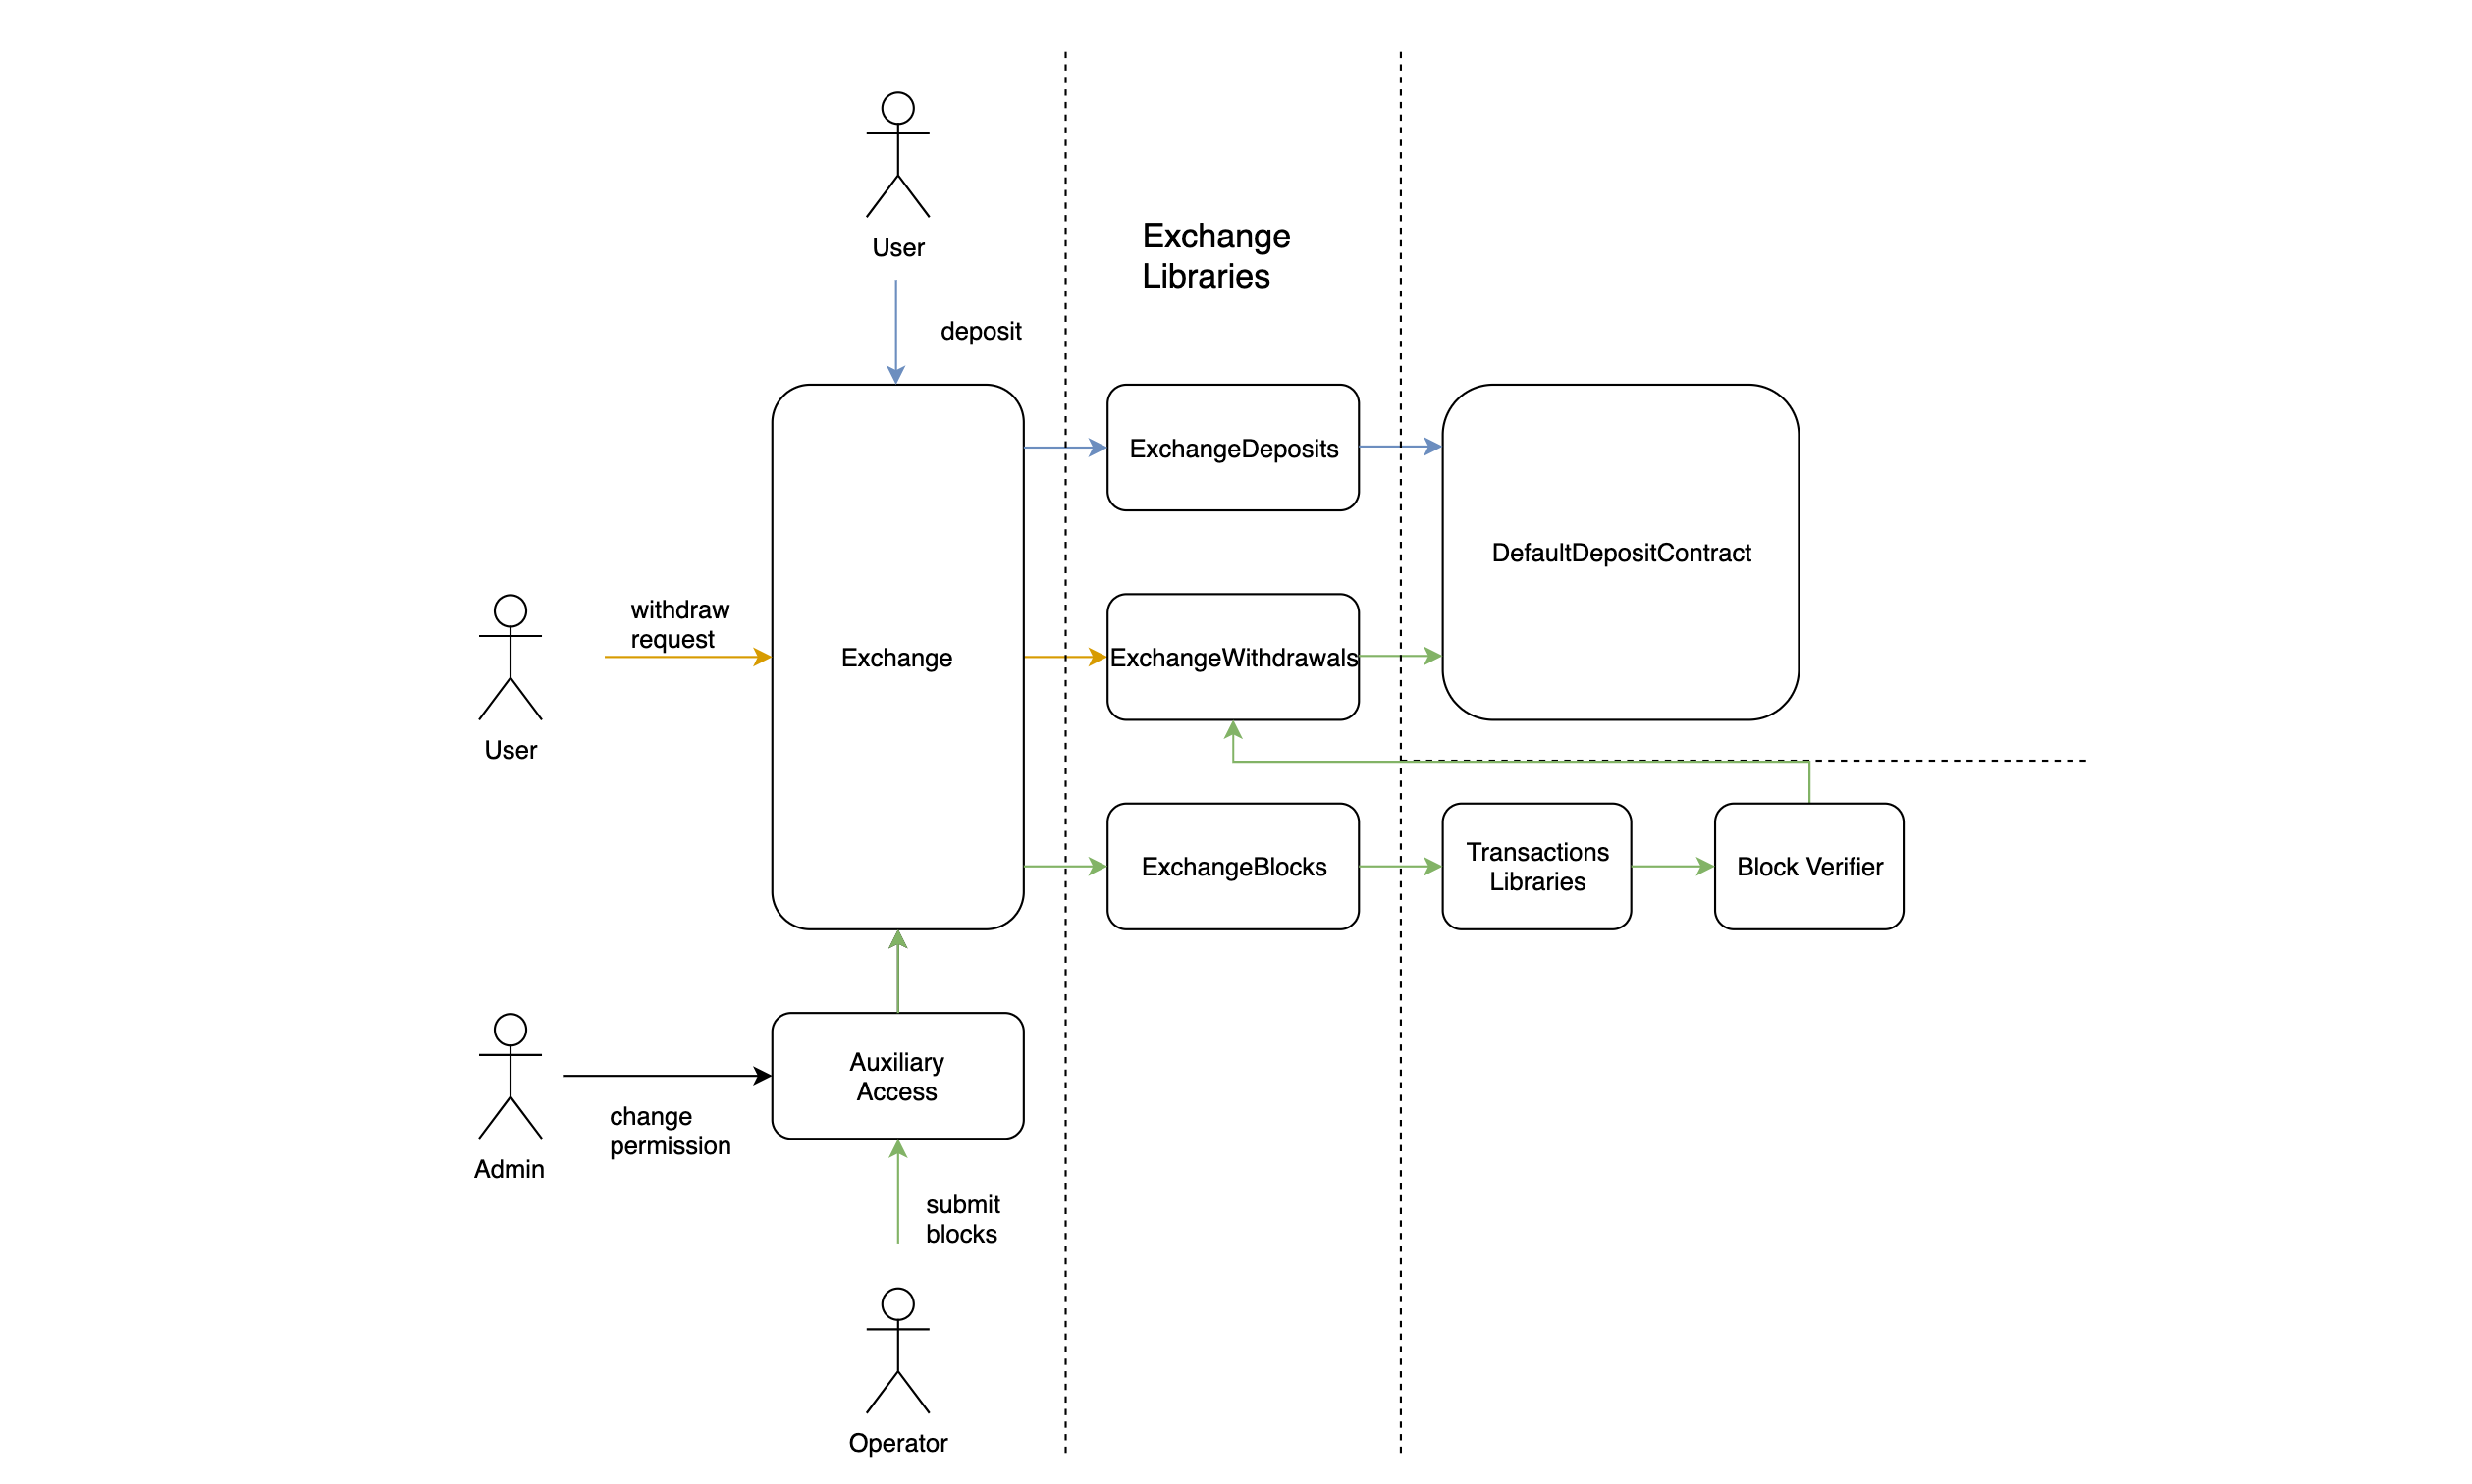 User
Exchange
Libraries
deposit
ExchangeDeposits
DefaultDepositContract
withdraw
request
Exchange
ExchangeWithdrawals
User
ExchangeBlocks
Transactions
Libraries
Block Verifier
Auxiliary
Access
change
permission
Admin
submit
blocks
Operator